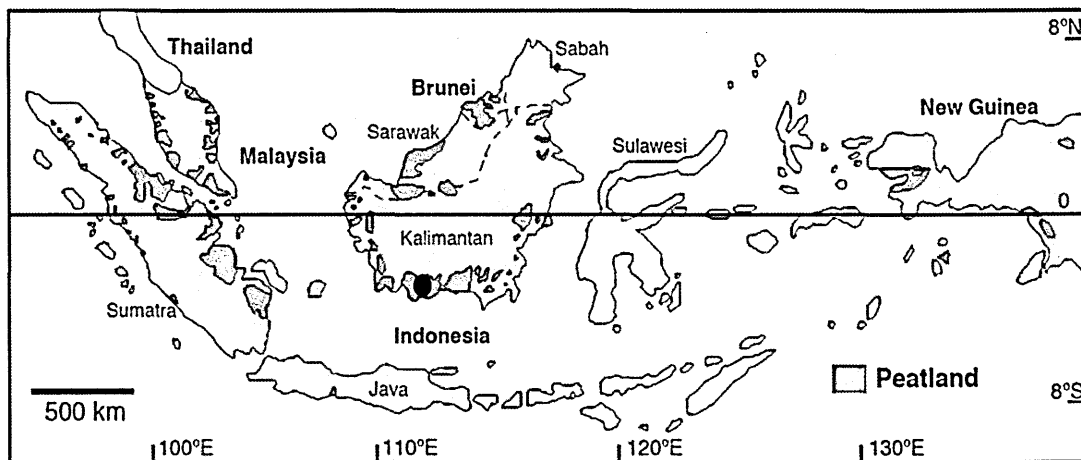 8°N
Thailand
Sabah
Brunei
New Guinea
Sarawak
Sulawesi
Malaysia
0
Kalimantan
Sumatra
Indonesia
Java
Peatland
500 km
8°S
100°E
110°E
120°E
130°E